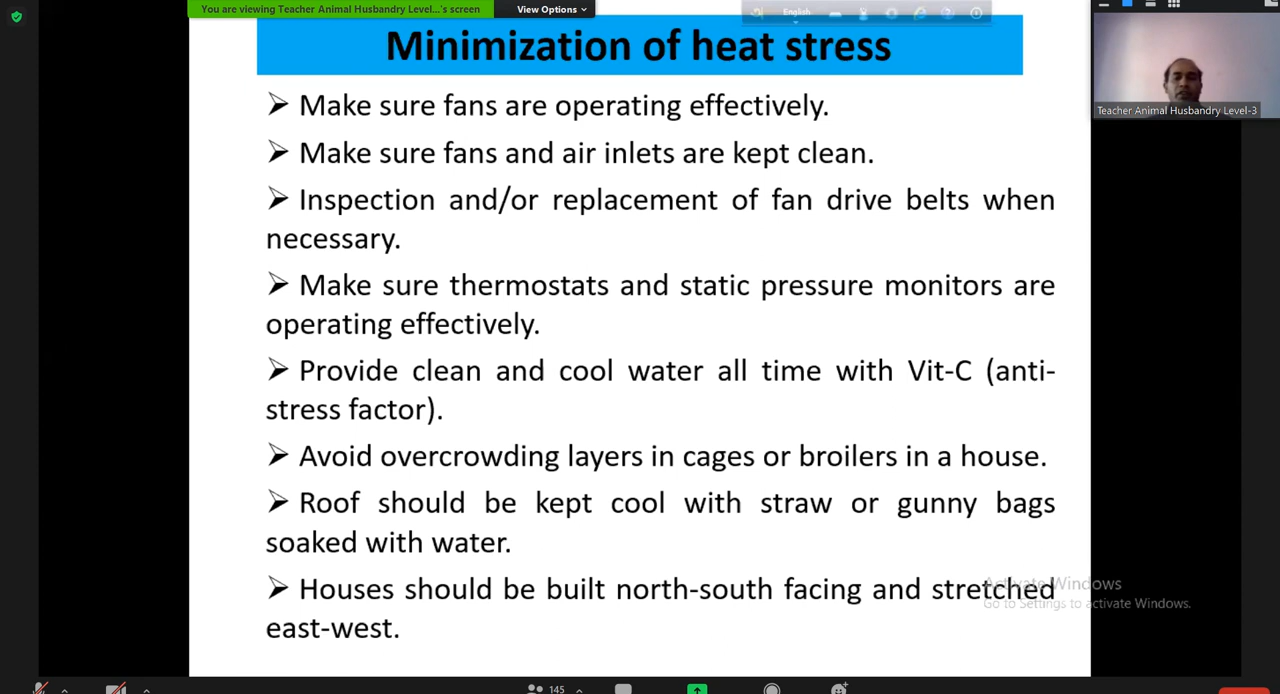 You are viewing Teacher Animal Husbandry Level...'s screen
View Options
English
Minimization of heat stress
Teacher Animal Husbandry Level-3
➢ Make sure fans are operating effectively.
➢ Make sure fans and air inlets are kept clean.
➢ Inspection and/or replacement of fan drive belts when
necessary.
➢ Make sure thermostats and static pressure monitors are
operating effectively.
➢ Provide clean and cool water all time with Vit-C (anti-
stress factor).
➢ Avoid overcrowding layers in cages or broilers in a house.
➢ Roof should be kept cool with straw or gunny bags
soaked with water.
➢ Houses should be built north-south facing and stretched
east-west.
Activate Windows
Go to Settings to activate Windows.
145